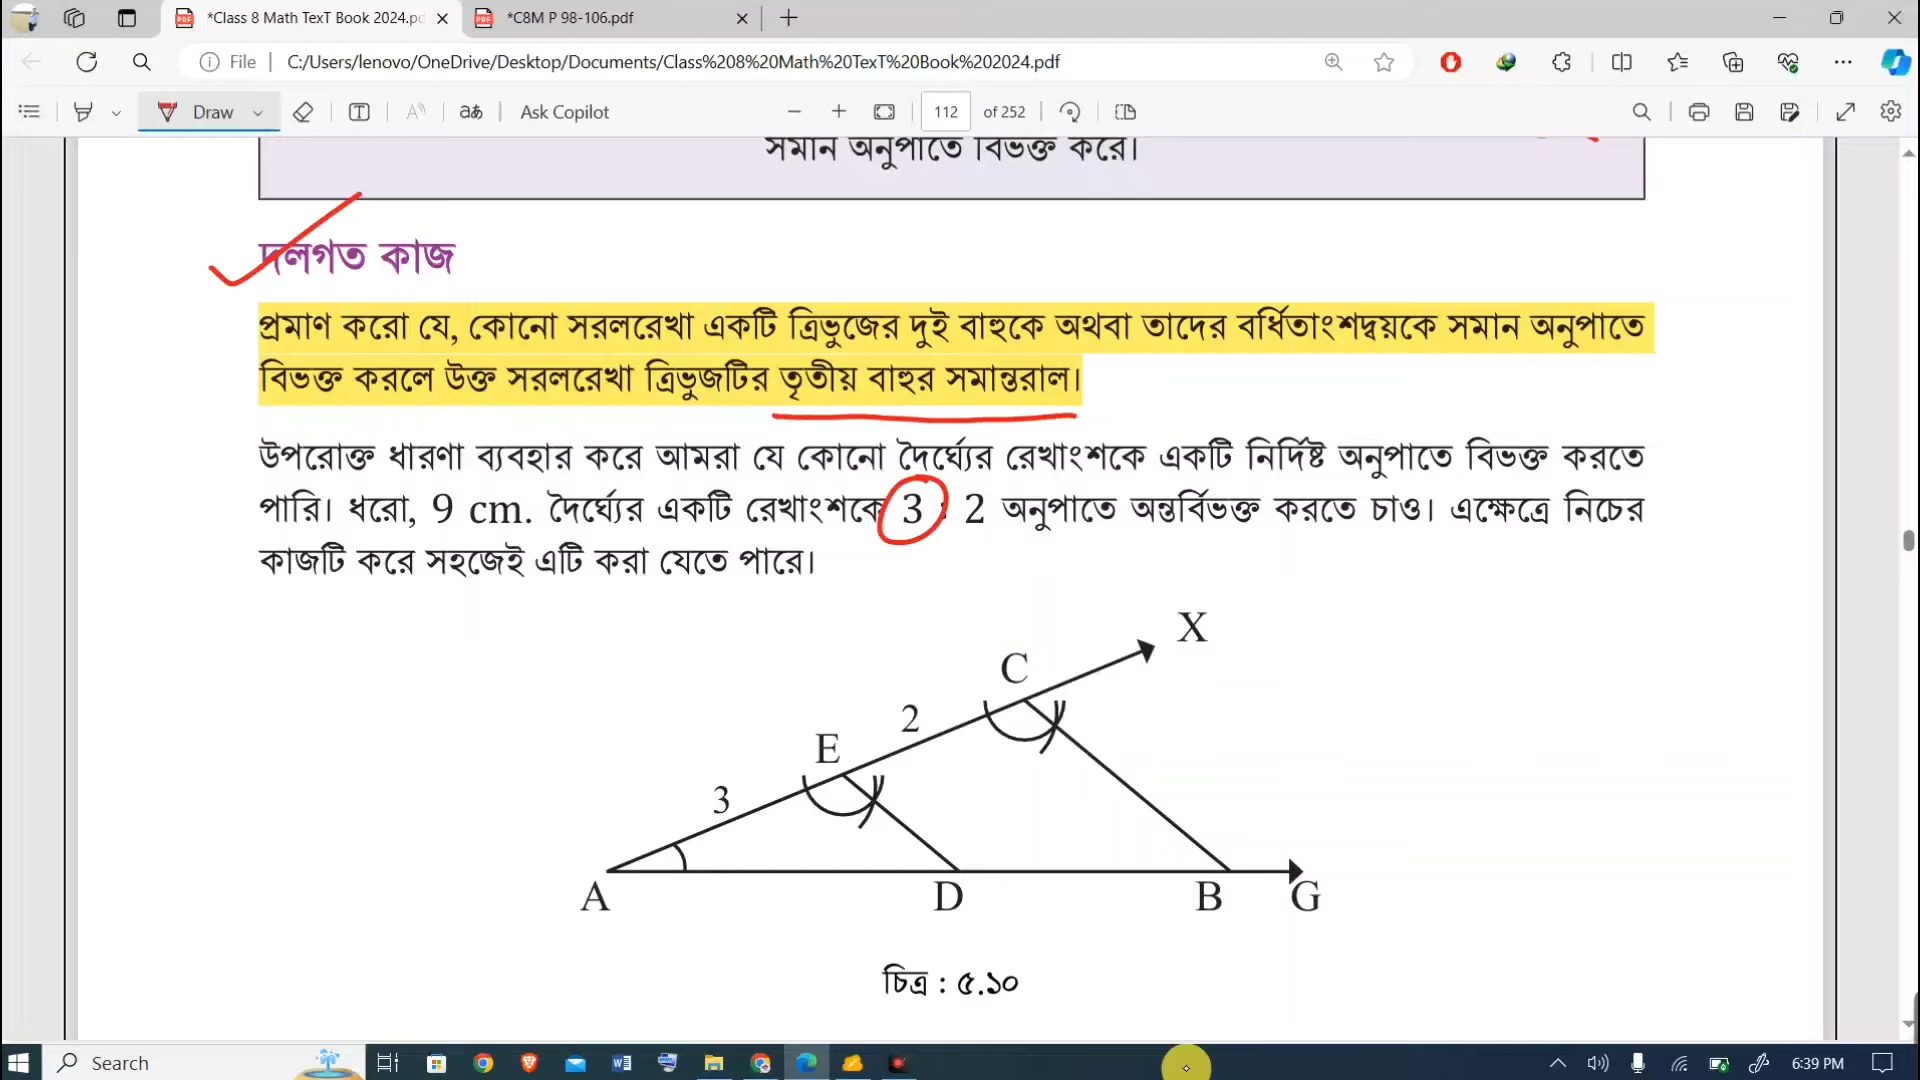 *Class 8 Math TexT Book 2024.pd
*C8M P 98-106.pdf
File
C:/Users/lenovo/OneDrive/Desktop/Documents/Class%208%20Math%20TexT%20Book%202024.pdf
Draw
Ask Copilot
112 of 252
সমান অনুপাতে বিভক্ত করে।
দলগত কাজ
প্রমাণ করো যে, কোনো সরলরেখা একটি ত্রিভুজের দুই বাহুকে অথবা তাদের বর্ধিতাংশদ্বয়কে সমান অনুপাতে
বিভক্ত করলে উক্ত সরলরেখা ত্রিভুজটির তৃতীয় বাহুর সমান্তরাল।
উপরোক্ত ধারণা ব্যবহার করে আমরা যে কোনো দৈর্ঘ্যের রেখাংশকে একটি নির্দিষ্ট অনুপাতে বিভক্ত করতে
পারি। ধরো, 9 cm. দৈর্ঘ্যের একটি রেখাংশকে 3 : 2 অনুপাতে অন্তর্বিভক্ত করতে চাও। এক্ষেত্রে নিচের
কাজটি করে সহজেই এটি করা যেতে পারে।
X
C
2
E
3
A
D
B
G
চিত্র : ৫.১০
Search
6:39 PM